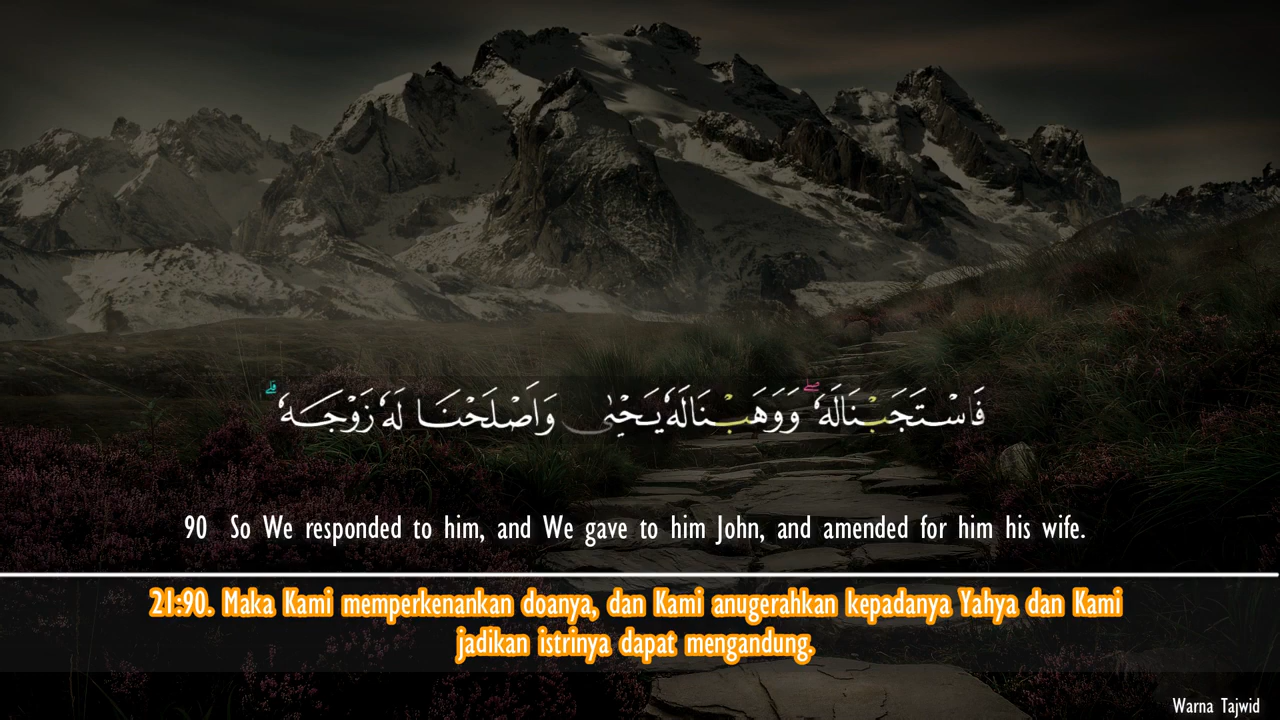 فَاسْتَجَبْنَا لَهٗ ۖ وَوَهَبْنَا لَهٗ يَحْيٰى وَاَصْلَحْنَا لَهٗ زَوْجَهٗ ۗ
90 So We responded to him, and We gave to him John, and amended for him his wife.
21:90. Maka Kami memperkenankan doanya, dan Kami anugerahkan kepadanya Yahya dan Kami
jadikan istrinya dapat mengandung.
Warna Tajwid